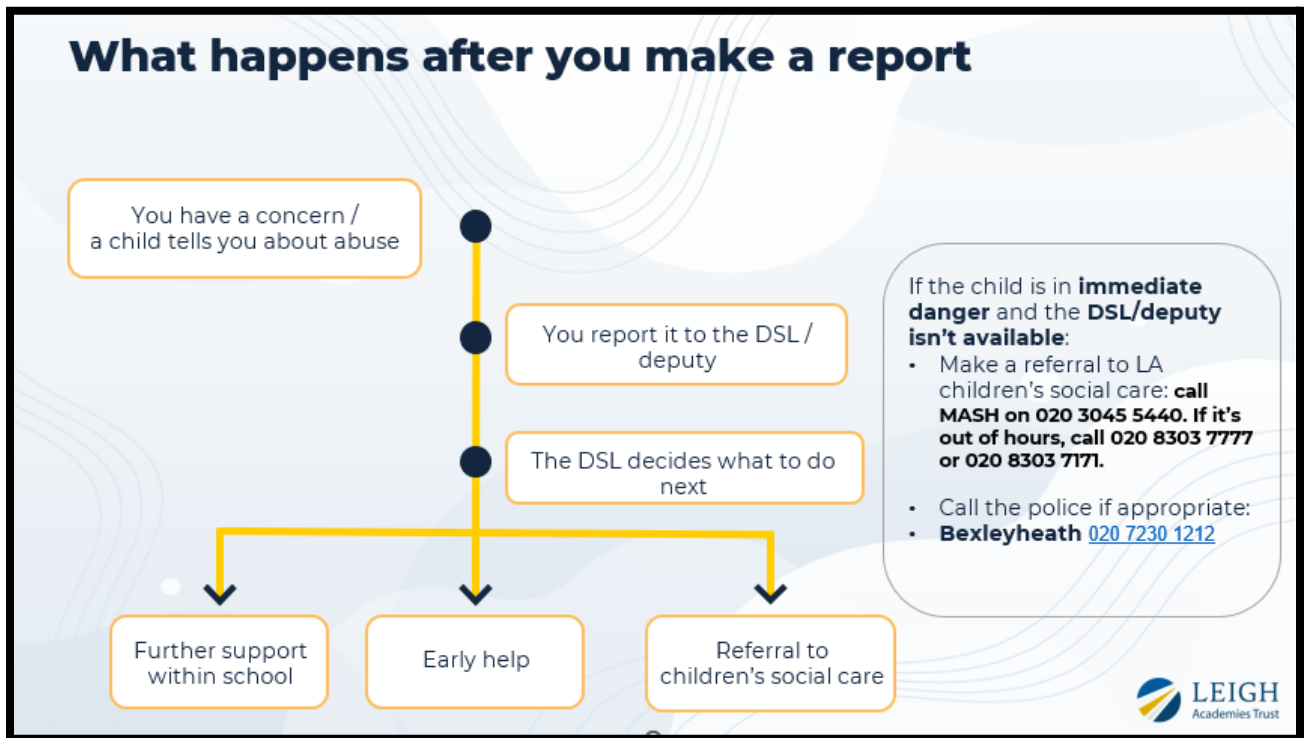 What happens after you make a report
You have a concern /
a child tells you about abuse
You report it to the DSL /
deputy
The DSL decides what to do
next
Further support
within school
Early help
Referral to
children's social care
If the child is in immediate
danger and the DSL/deputy
isn't available:
• Make a referral to LA
children's social care: call
MASH on 020 3045 5440. If it's
out of hours, call 020 8303 7777
or 020 8303 7171.
• Call the police if appropriate:
• Bexleyheath 020 7230 1212
LEIGH
Academies Trust